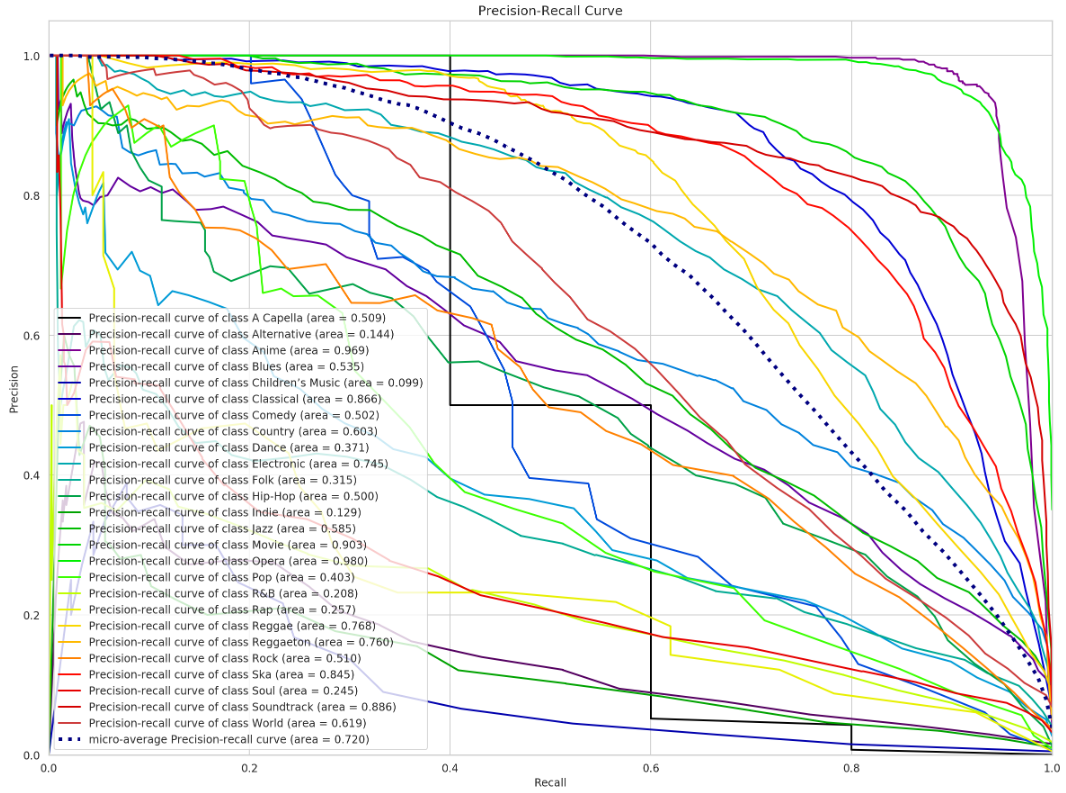 Precision-Recall Curve
Precision
1.0
0.8
0.6
0.4
0.2
0.0
Precision-recall curve of class A Capella (area = 0.509)
Precision-recall curve of class Alternative (area = 0.144)
Precision-recall curve of class Anime (area = 0.969)
Precision-recall curve of class Blues (area = 0.535)
Precision-recall curve of class Children's Music (area = 0.099)
Precision-recall curve of class Classical (area = 0.866)
Precision-recall curve of class Comedy (area = 0.502)
Precision-recall curve of class Country (area = 0.603)
Precision-recall curve of class Dance (area = 0.371)
Precision-recall curve of class Electronic (area = 0.745)
Precision-recall curve of class Folk (area = 0.315)
Precision-recall curve of class Hip-Hop (area = 0.500)
Precision-recall curve of class Indie (area = 0.129)
Precision-recall curve of class Jazz (area = 0.585)
Precision-recall curve of class Movie (area = 0.903)
Precision-recall curve of class Opera (area = 0.980)
Precision-recall curve of class Pop (area = 0.403)
Precision-recall curve of class R&B (area = 0.208)
Precision-recall curve of class Rap (area = 0.257)
Precision-recall curve of class Reggae (area = 0.768)
Precision-recall curve of class Reggaeton (area = 0.760)
Precision-recall curve of class Rock (area = 0.510)
Precision-recall curve of class Ska (area = 0.845)
Precision-recall curve of class Soul (area = 0.245)
Precision-recall curve of class Soundtrack (area = 0.886)
Precision-recall curve of class World (area = 0.619)
micro-average Precision-recall curve (area = 0.720)
0.0 0.2 0.4 0.6 0.8 1.0
Recall